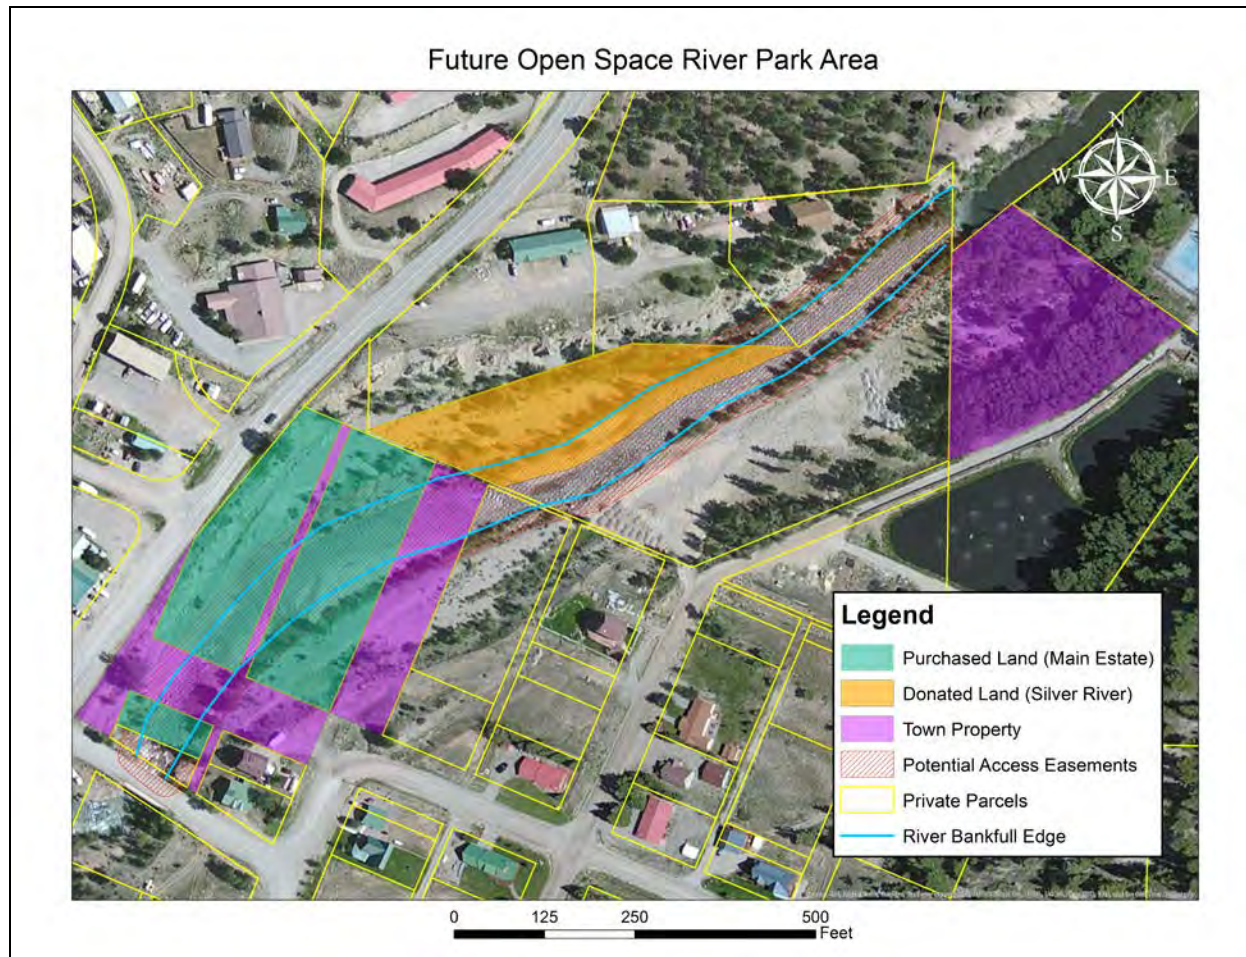 Future Open Space River Park Area
N
W E
S
Legend
Purchased Land (Main Estate)
Donated Land (Silver River)
Town Property
Potential Access Easements
Private Parcels
River Bankfull Edge
0 125 250 500
Feet